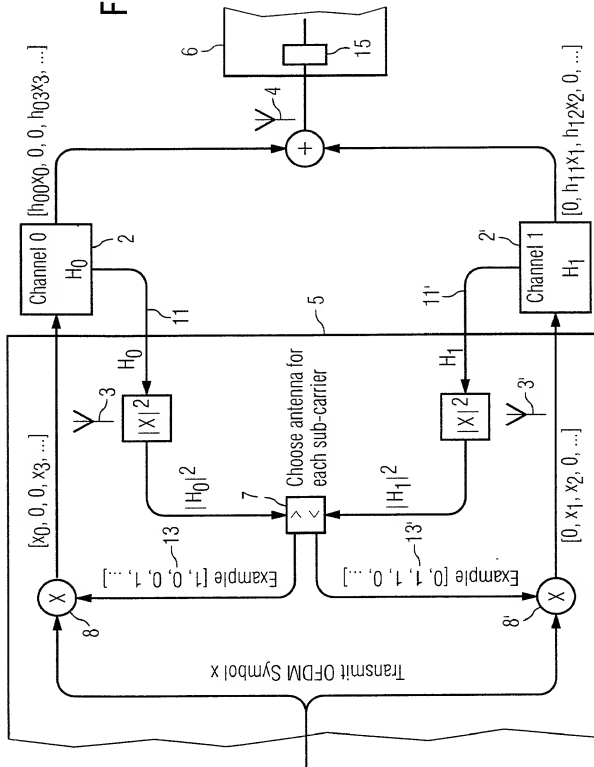 F
6
15
4
[h00x0, 0, 0, h03x3, ...]
[0, h11x1, h12x2, 0, ...]
+
Channel 0
H0
2
Channel 1
H1
2'
11
11'
5
H0
H1
3
|X|2
|X|2
3'
Choose antenna for
each sub-carrier
|H0|2
7
|H1|2
> <
[x0, 0, 0, x3, ...]
[0, x1, x2, 0, ...]
13
Example [1, 0, 0, 1, ...]
13'
Example [0, 1, 1, 0, ...]
X
8
X
8'
Transmit OFDM Symbol x